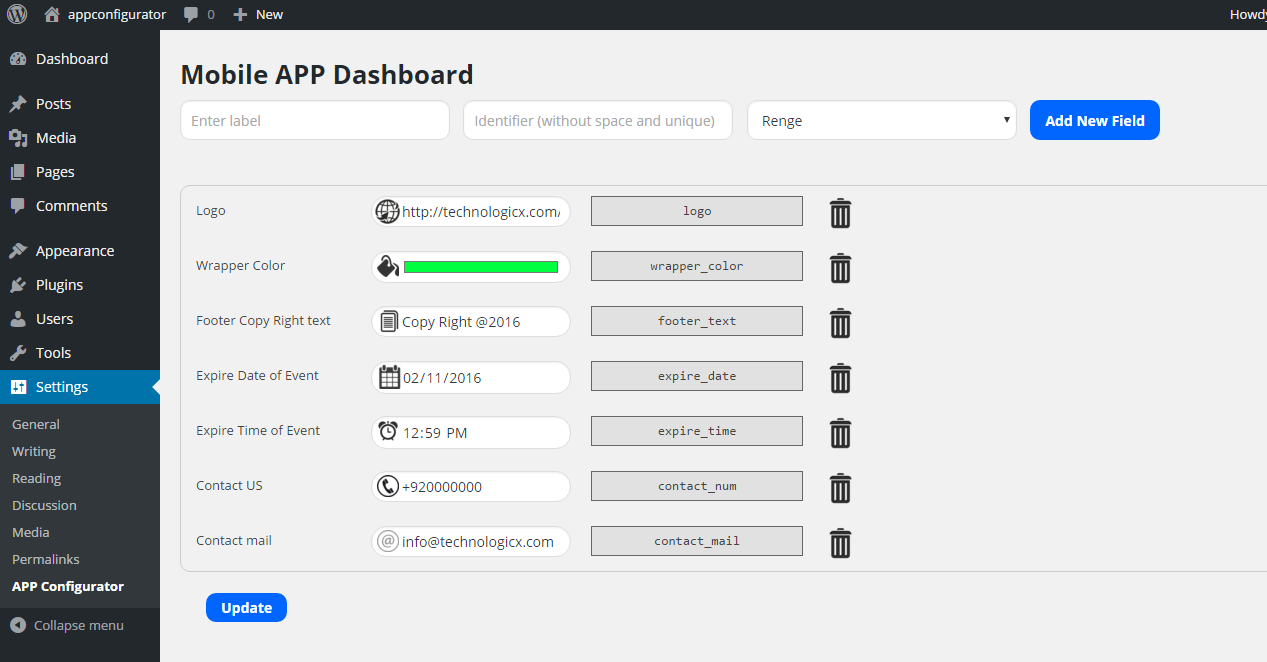 appconfigurator 0 New Howdy
Dashboard
Posts
Media
Pages
Comments
Appearance
Plugins
Users
Tools
Settings
General
Writing
Reading
Discussion
Media
Permalinks
APP Configurator
Collapse menu
Mobile APP Dashboard
Enter label Identifier (without space and unique) Renge Add New Field
Logo http://technologicx.com/ logo
Wrapper Color wrapper_color
Footer Copy Right text Copy Right @2016 footer_text
Expire Date of Event 02/11/2016 expire_date
Expire Time of Event 12:59 PM expire_time
Contact US +920000000 contact_num
Contact mail info@technologicx.com contact_mail
Update